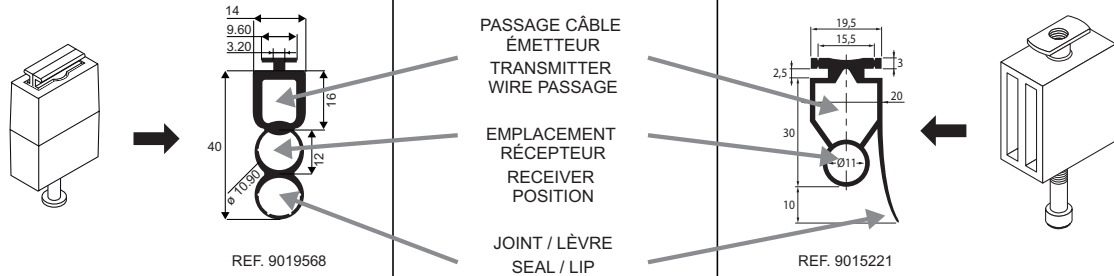 14
9.60
3.20
40
16
12
ø 10.90
REF. 9019568
PASSAGE CÂBLE
ÉMETTEUR
TRANSMITTER
WIRE PASSAGE
EMPLACEMENT
RÉCEPTEUR
RECEIVER
POSITION
JOINT / LÈVRE
SEAL / LIP
19,5
15,5
3
2,5
20
30
Ø11
10
REF. 9015221